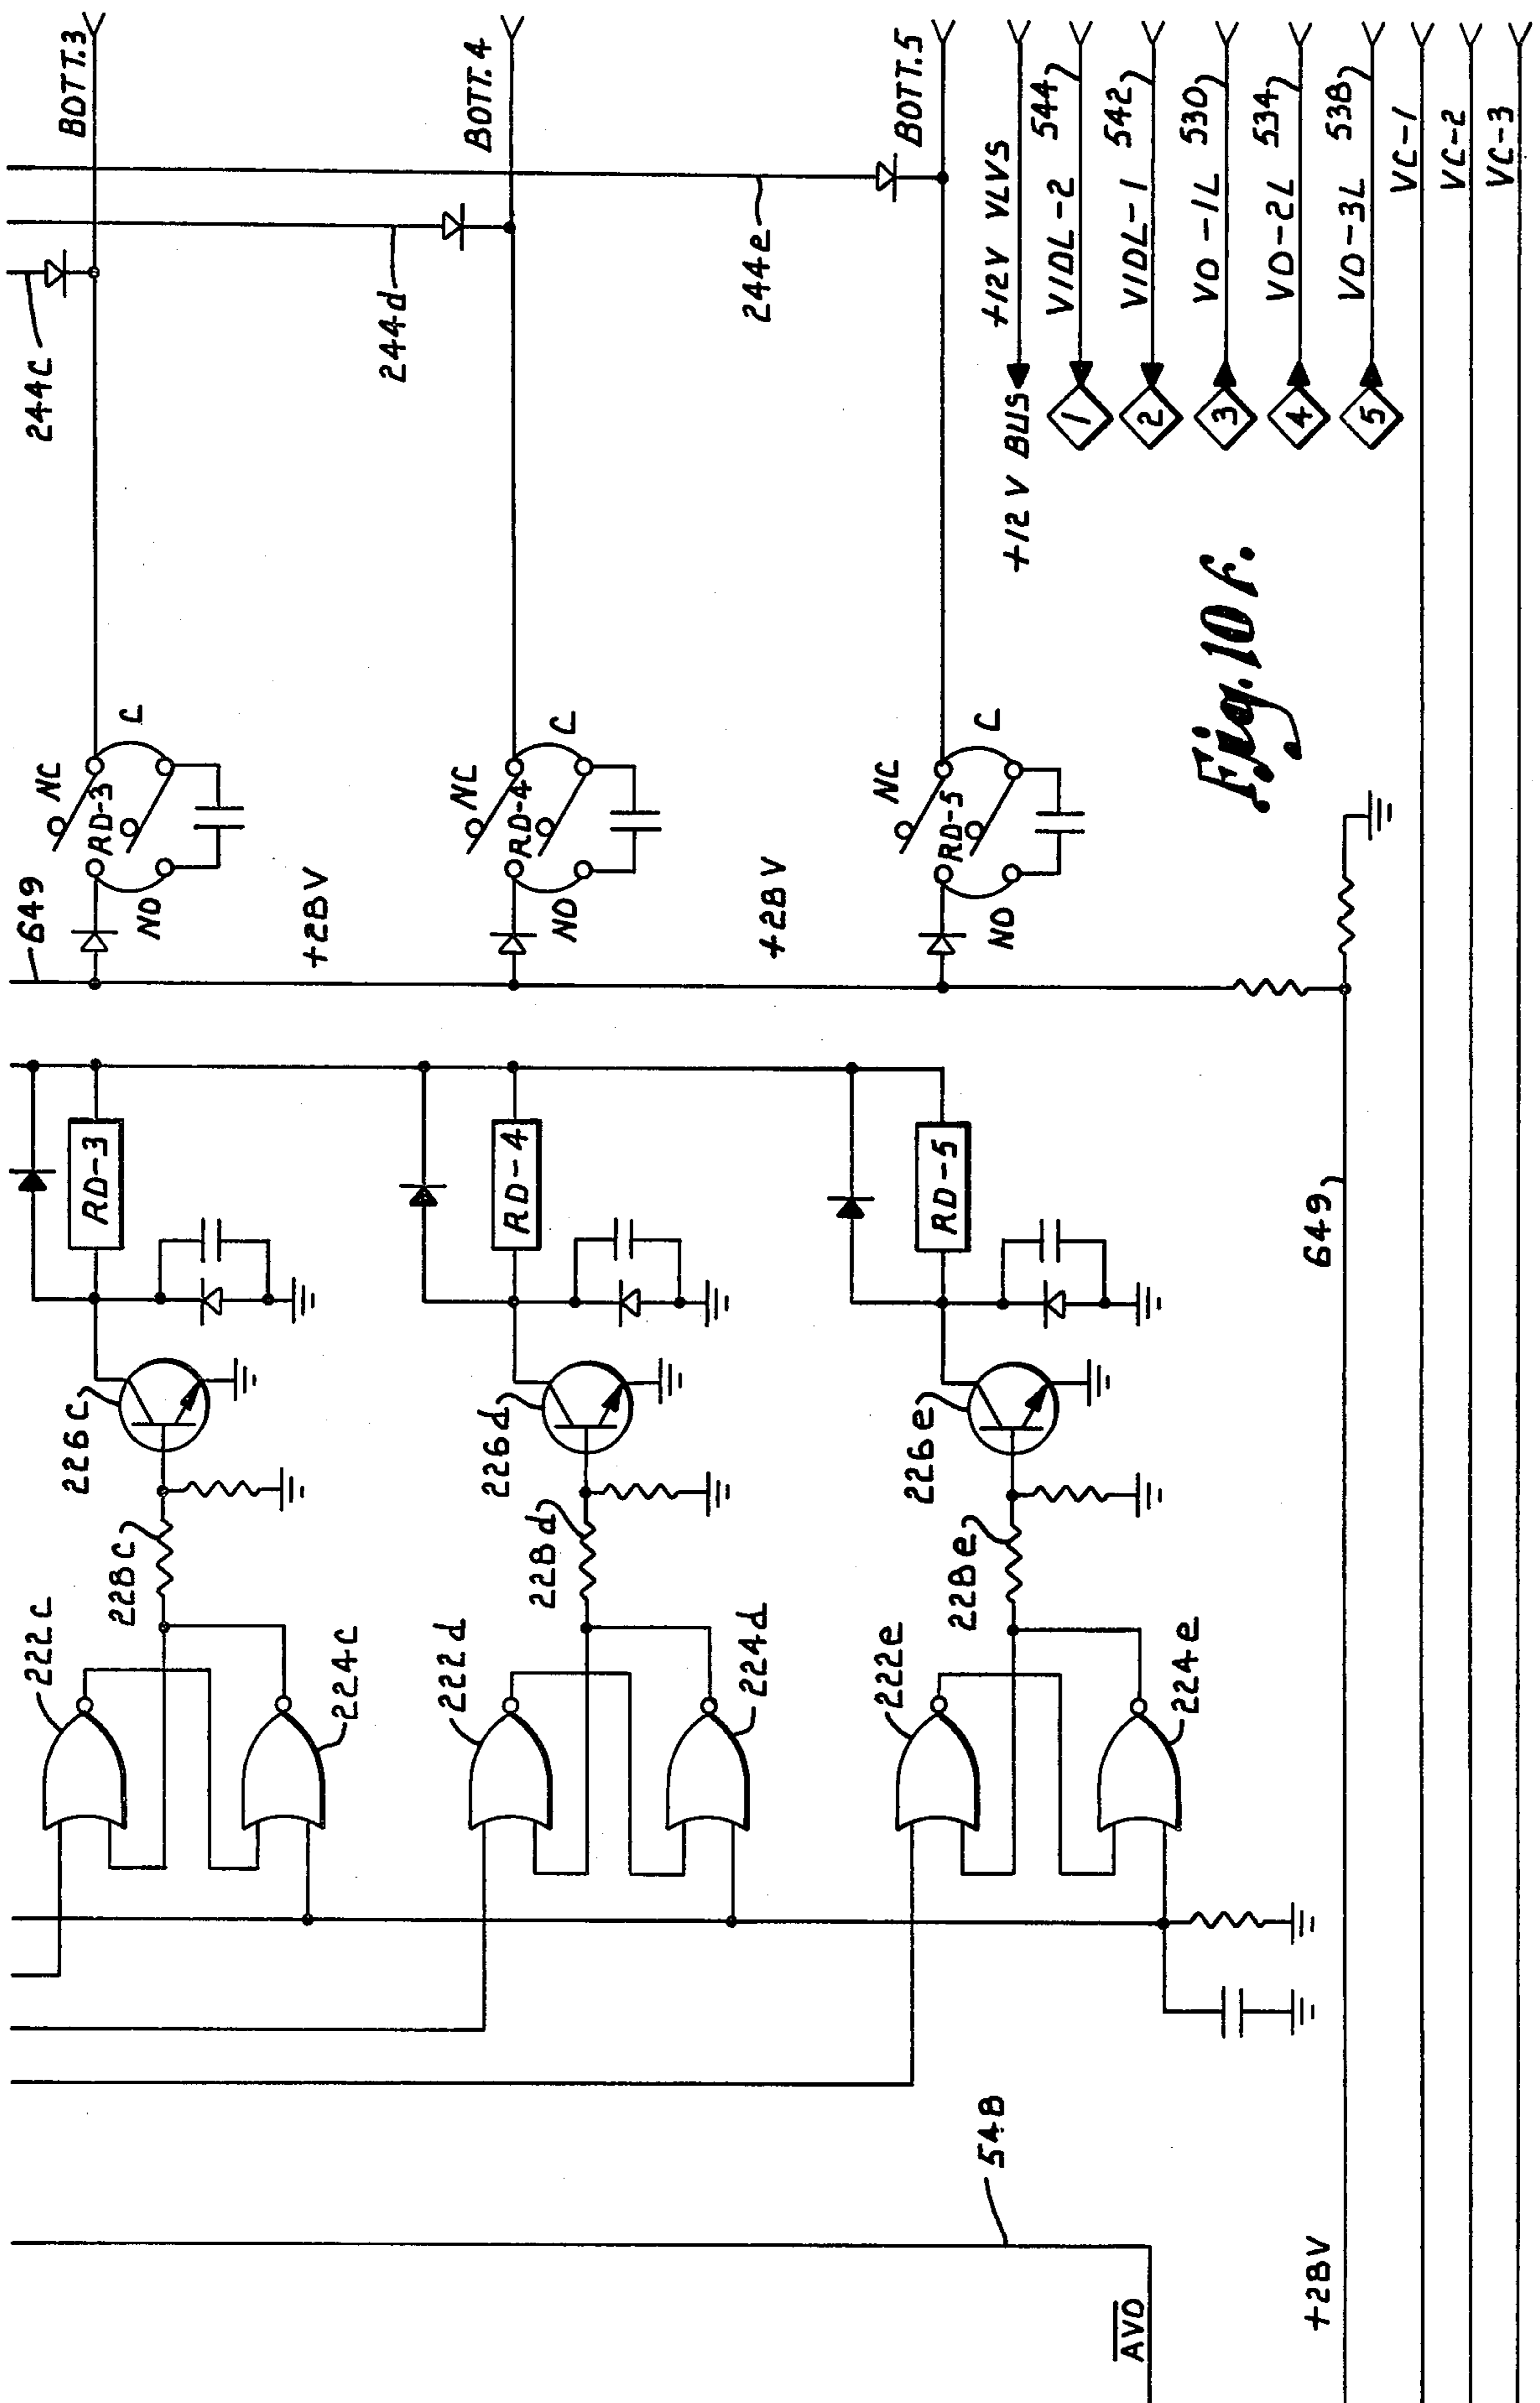 222c
228c
226c
RD-3
649
NC
RD-3
C
NO
244c
BOTT.3
224c
+28V
222d
228d
226d
RD-4
NC
RD-4
C
NO
244d
BOTT.4
224d
+28V
244e
222e
228e
226e
RD-5
NC
RD-5
C
NO
BOTT.5
224e
548
AVO
+12V BUS
+12V VLVS
1
VIDL-2 544
2
VIDL-1 542
3
VO-1L 530
4
VO-2L 534
5
VO-3L 538
+28V
649
VC-1
VC-2
VC-3
Fig. 10f.